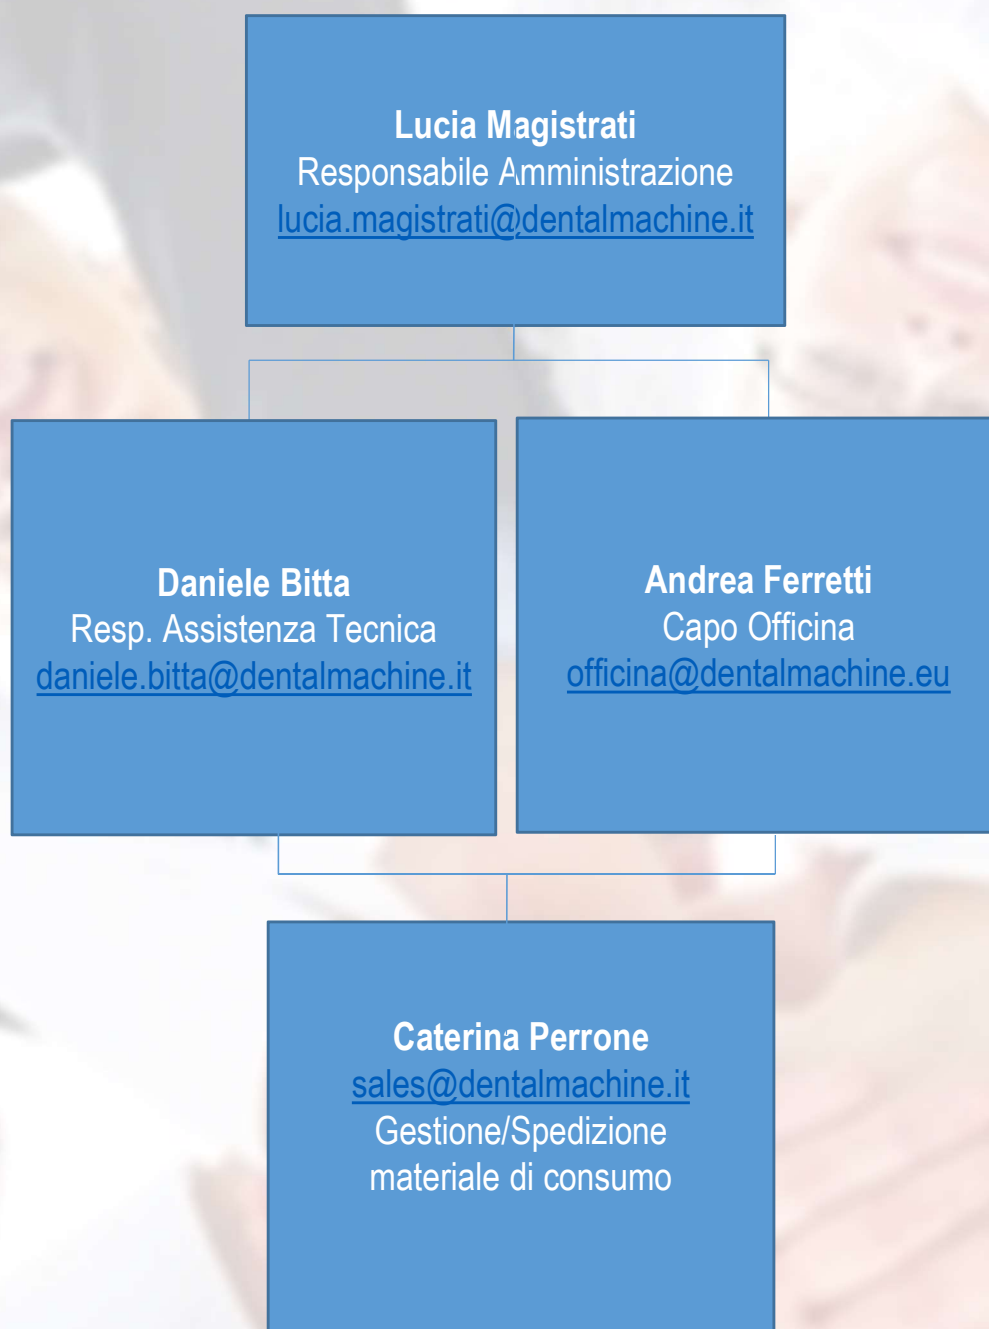 Lucia Magistrati
Responsabile Amministrazione
lucia.magistrati@dentalmachine.it
Daniele Bitta
Resp. Assistenza Tecnica
daniele.bitta@dentalmachine.it
Andrea Ferretti
Capo Officina
officina@dentalmachine.eu
Caterina Perrone
sales@dentalmachine.it
Gestione/Spedizione
materiale di consumo